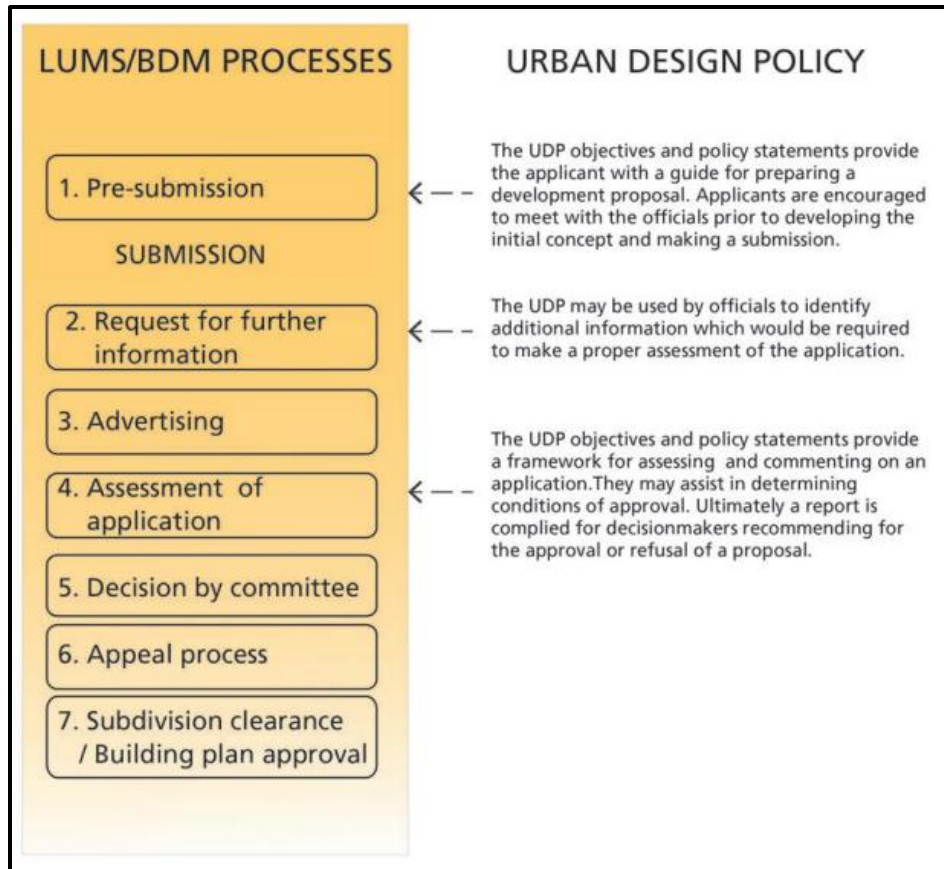 LUMS/BDM PROCESSES
URBAN DESIGN POLICY
1. Pre-submission
The UDP objectives and policy statements provide
the applicant with a guide for preparing a
development proposal. Applicants are encouraged
to meet with the officials prior to developing the
initial concept and making a submission.
SUBMISSION
2. Request for further
information
The UDP may be used by officials to identify
additional information which would be required
to make a proper assessment of the application.
3. Advertising
4. Assessment of
application
The UDP objectives and policy statements provide
a framework for assessing and commenting on an
application.They may assist in determining
conditions of approval. Ultimately a report is
complied for decisionmakers recommending for
the approval or refusal of a proposal.
5. Decision by committee
6. Appeal process
7. Subdivision clearance
/ Building plan approval